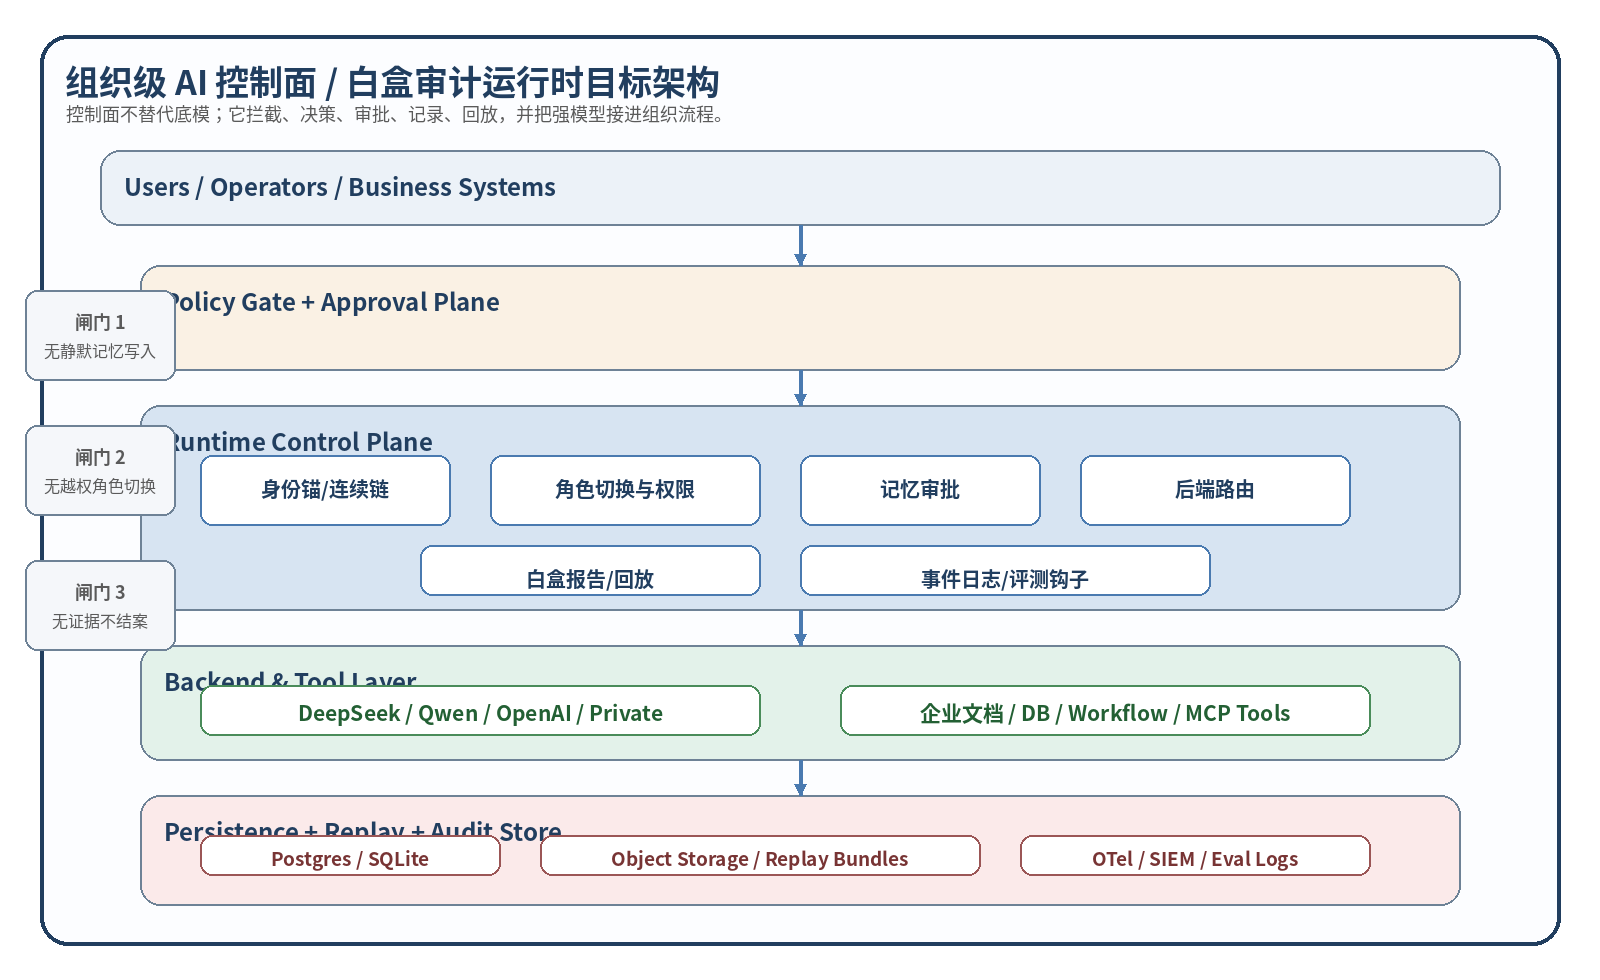 组织级 AI 控制面 / 白盒审计运行时目标架构
控制面不替代底模；它拦截、决策、审批、记录、回放，并把强模型接进组织流程。
Users / Operators / Business Systems
Policy Gate + Approval Plane
闸门 1
无静默记忆写入
Runtime Control Plane
闸门 2
无越权角色切换
身份锚/连续链
角色切换与权限
记忆审批
后端路由
白盒报告/回放
事件日志/评测钩子
闸门 3
无证据不结案
Backend & Tool Layer
DeepSeek / Qwen / OpenAI / Private
企业文档 / DB / Workflow / MCP Tools
Persistence + Replay + Audit Store
Postgres / SQLite
Object Storage / Replay Bundles
OTel / SIEM / Eval Logs